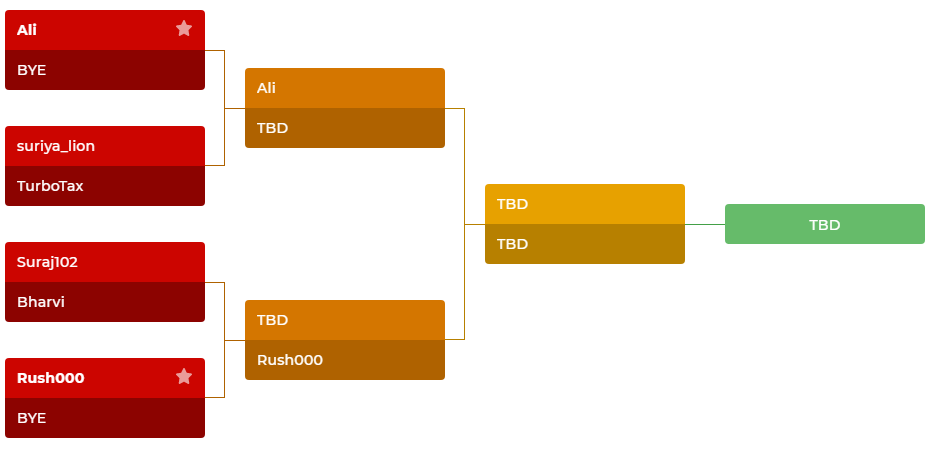 Ali
BYE
suriya_lion
TurboTax
Suraj102
Bharvi
Rush000
BYE
Ali
TBD
TBD
Rush000
TBD
TBD
TBD